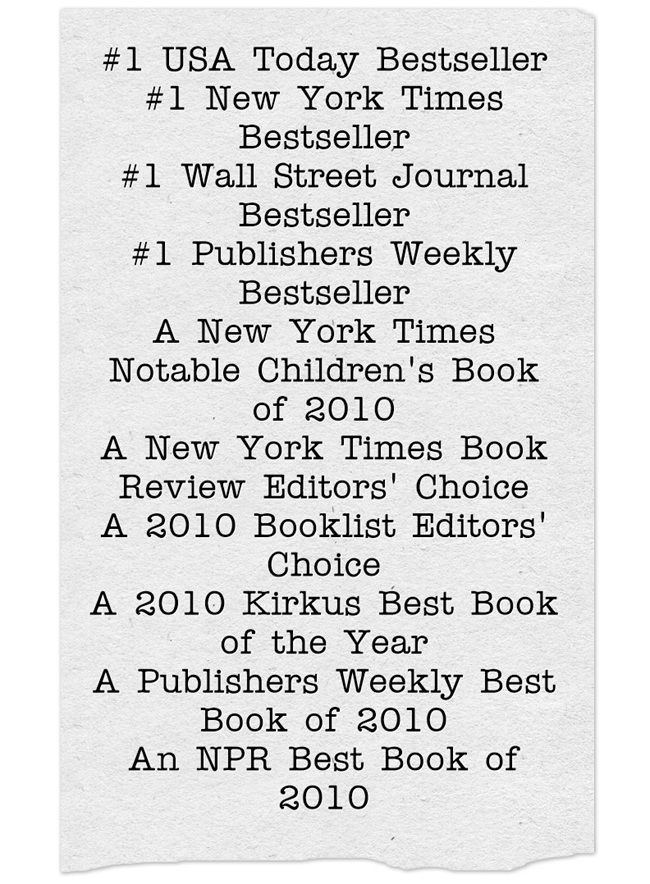 #1 USA Today Bestseller
#1 New York Times
Bestseller
#1 Wall Street Journal
Bestseller
#1 Publishers Weekly
Bestseller
A New York Times
Notable Children's Book
of 2010
A New York Times Book
Review Editors' Choice
A 2010 Booklist Editors'
Choice
A 2010 Kirkus Best Book
of the Year
A Publishers Weekly Best
Book of 2010
An NPR Best Book of
2010